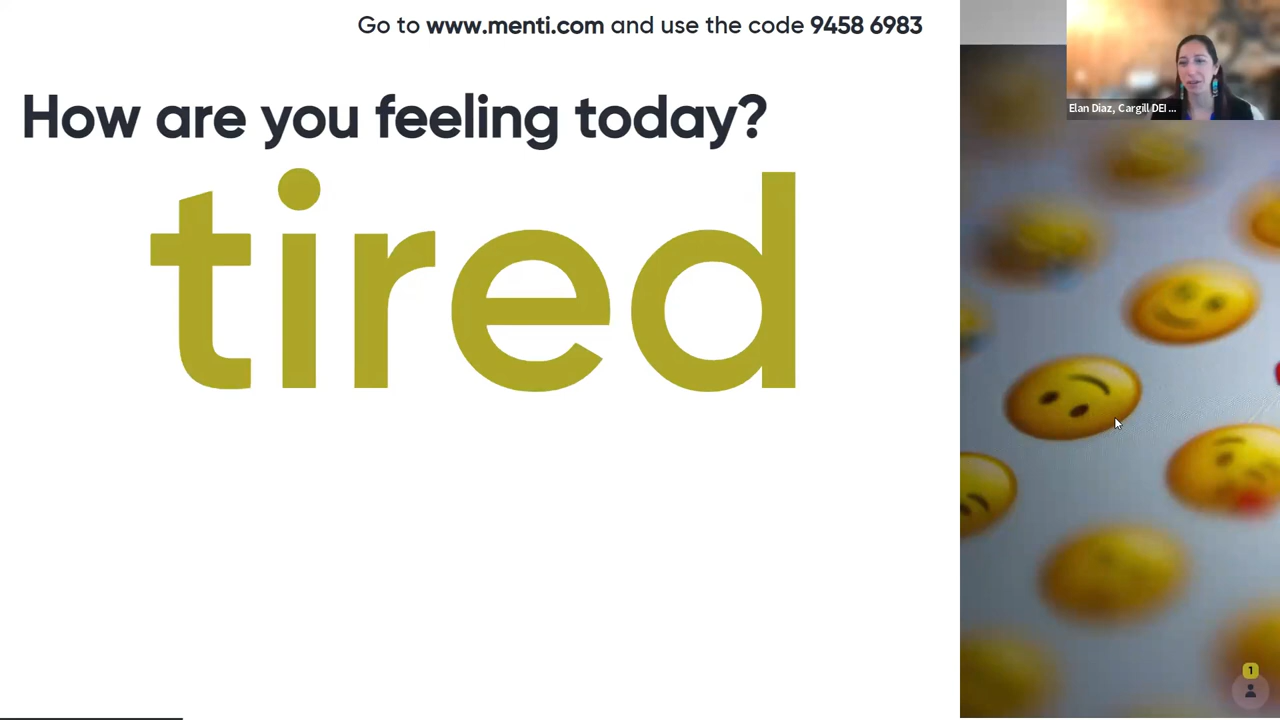 Go to www.menti.com and use the code 9458 6983
Elan Diaz, Cargill DEI ...
How are you feeling today?
tired
1